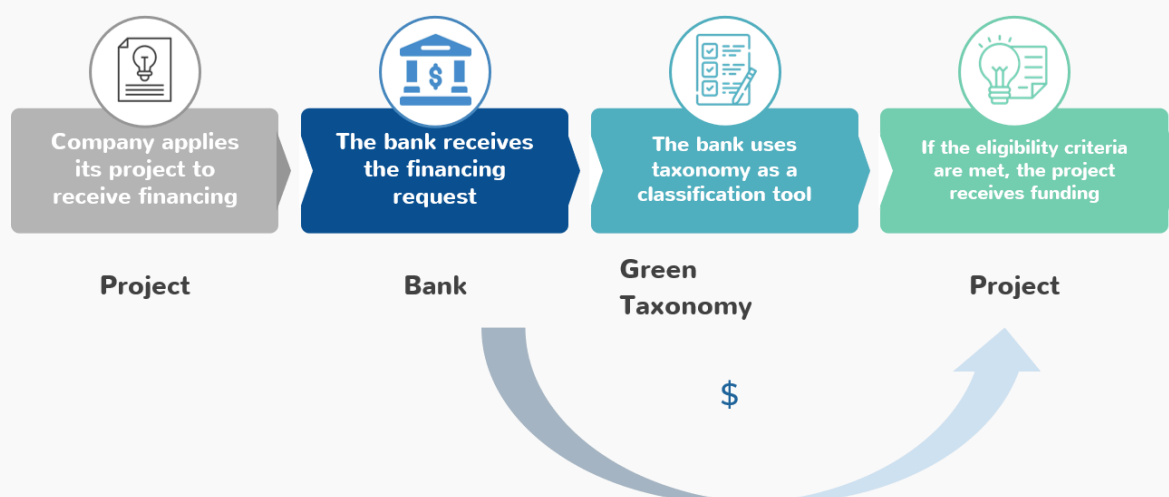 Company applies
its project to
receive financing
The bank receives
the financing
request
The bank uses
taxonomy as a
classification tool
If the eligibility criteria
are met, the project
receives funding
Project
Bank
Green
Taxonomy
Project
$